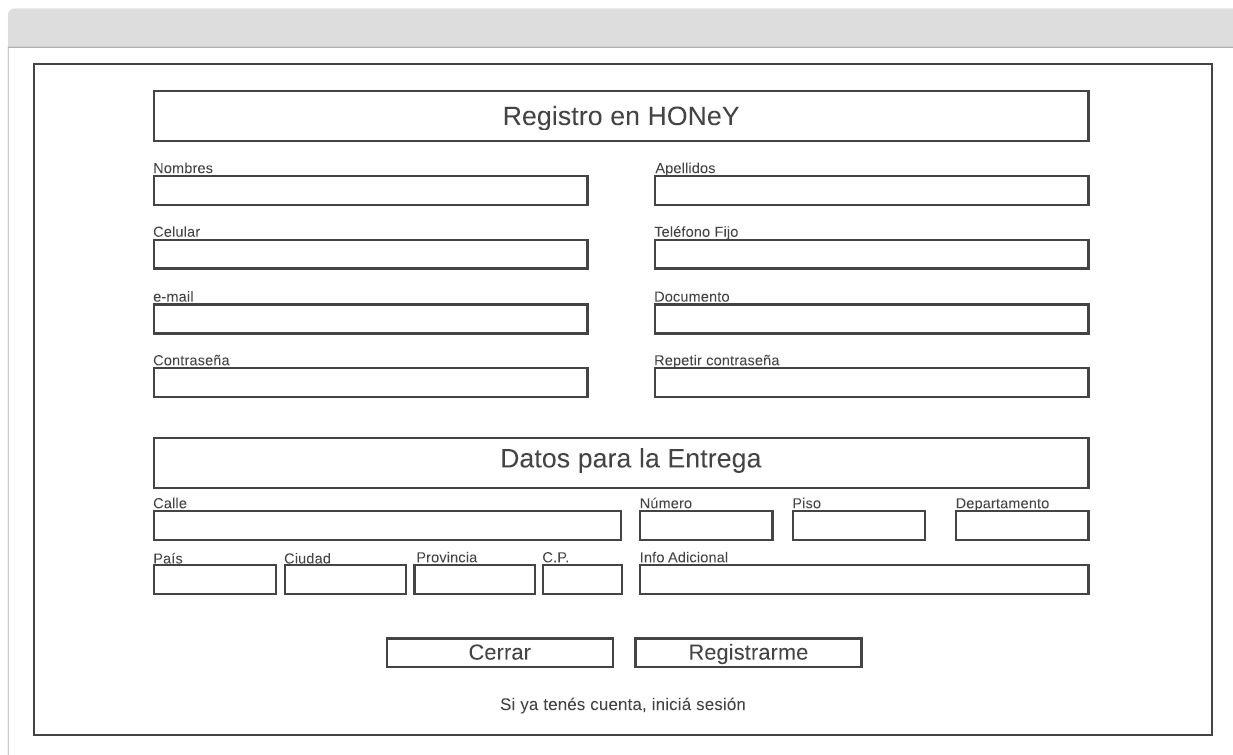 Registro en HONeY
Nombres
Apellidos
Celular
Teléfono Fijo
e-mail
Documento
Contraseña
Repetir contraseña
Datos para la Entrega
Calle
Número
Piso
Departamento
País
Ciudad
Provincia
C.P.
Info Adicional
Cerrar
Registrarme
Si ya tenés cuenta, iniciá sesión